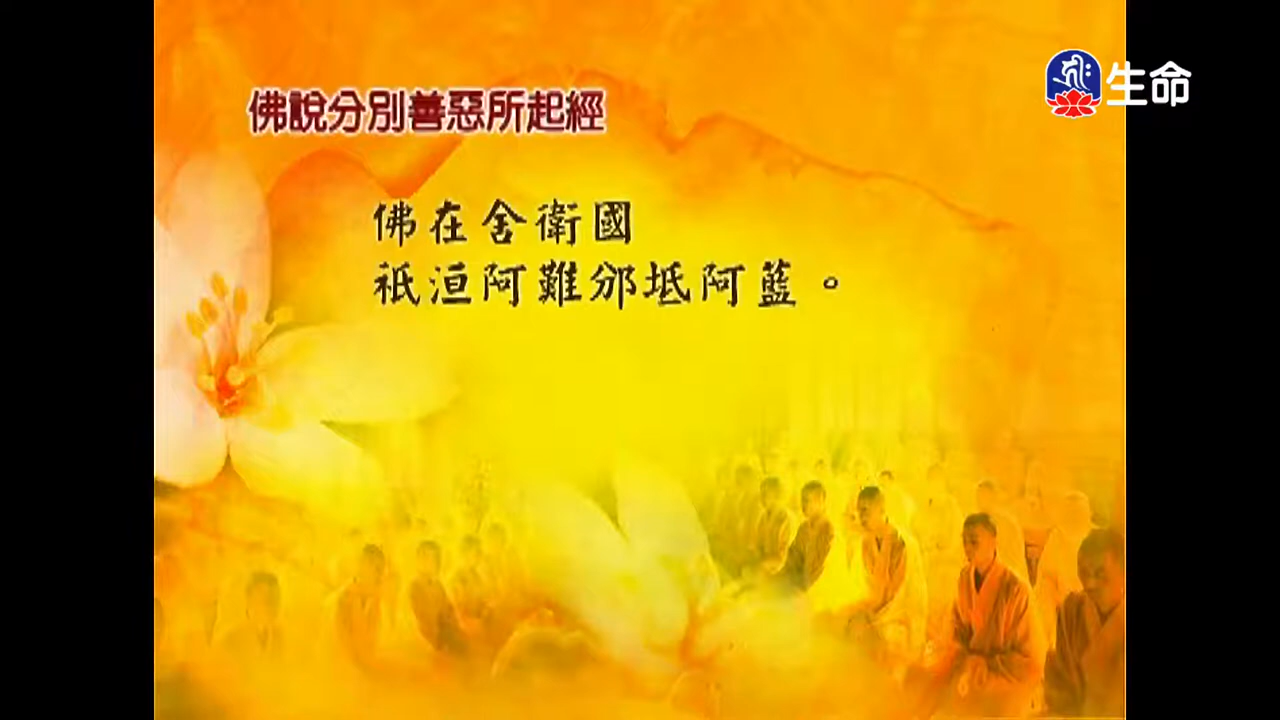 佛說分別善惡所起經
生命
佛在舍衛國
祇洹阿難邠坻阿藍。